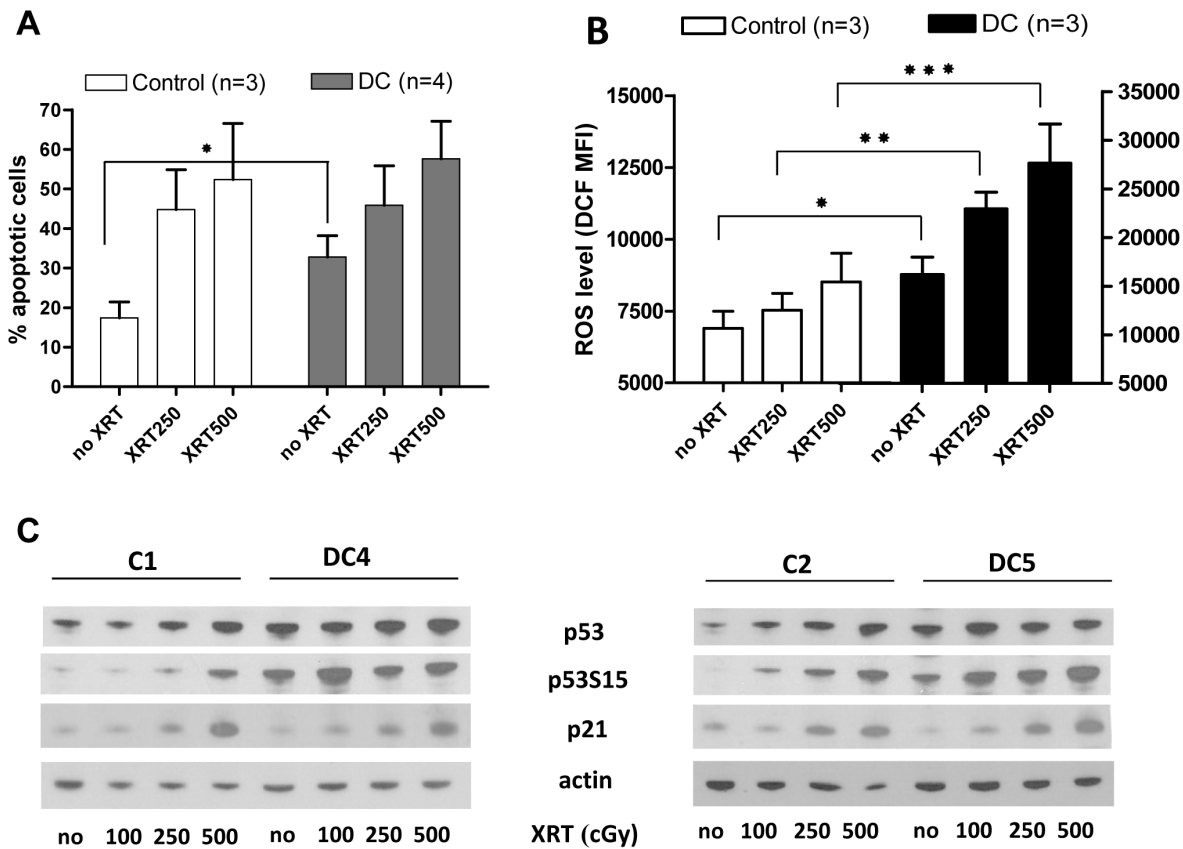 A
Control (n=3) DC (n=4)
% apoptotic cells
70
60
50
40
30
20
10
0
*
no XRT XRT250 XRT500 no XRT XRT250 XRT500
B
Control (n=3) DC (n=3)
ROS level (DCF MFI)
15000
12500
10000
7500
5000
* * *
* *
*
35000
30000
25000
20000
15000
10000
5000
no XRT XRT250 XRT500 no XRT XRT250 XRT500
C
C1 DC4
C2 DC5
p53
p53S15
p21
actin
no 100 250 500 no 100 250 500
XRT (cGy)
no 100 250 500 no 100 250 500